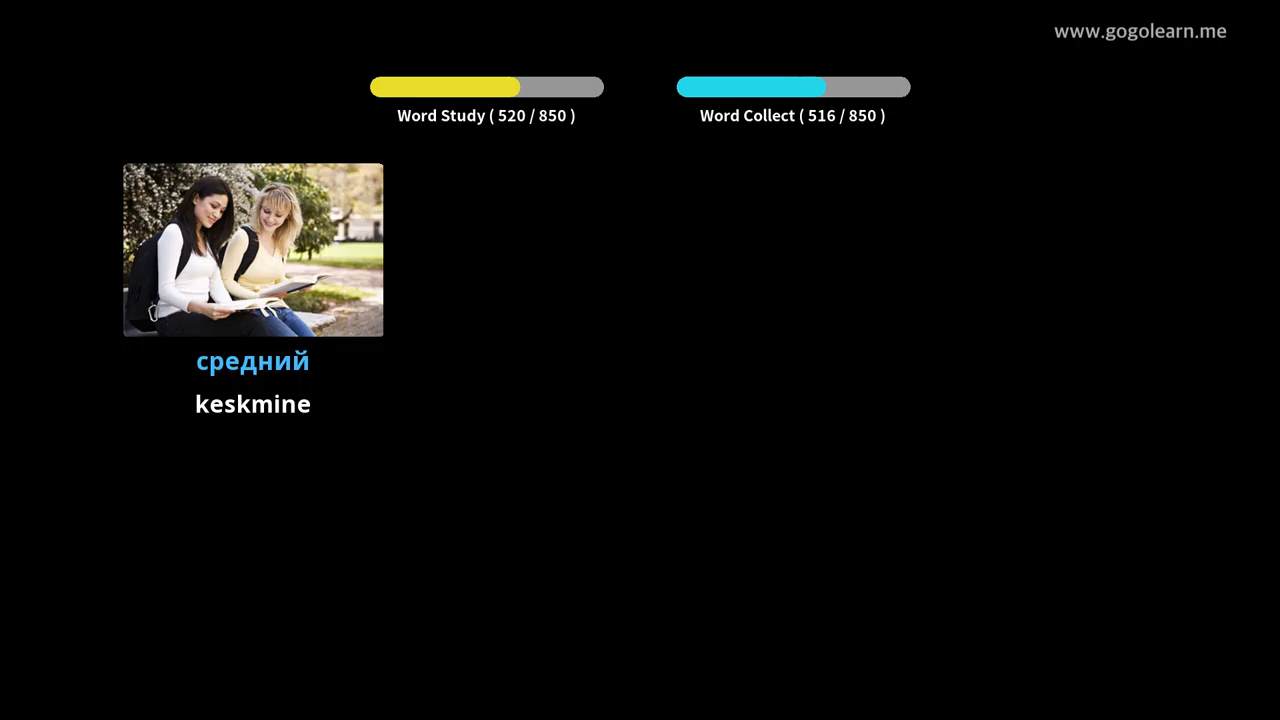 www.gogolearn.me
Word Study ( 520 / 850 )
Word Collect ( 516 / 850 )
средний
keskmine